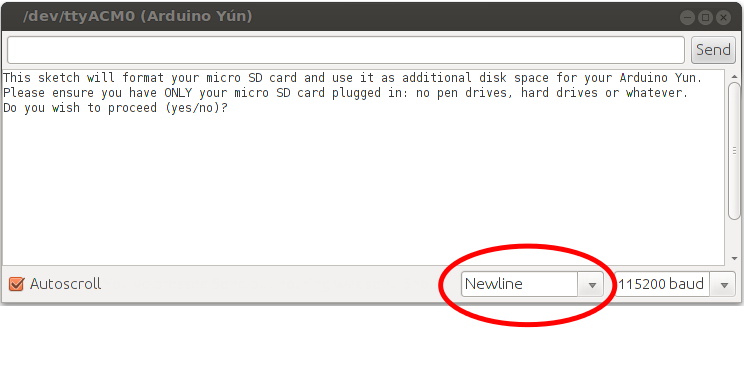 /dev/ttyACM0 (Arduino Yún)
Send
This sketch will format your micro SD card and use it as additional disk space for your Arduino Yun.
Please ensure you have ONLY your micro SD card plugged in: no pen drives, hard drives or whatever.
Do you wish to proceed (yes/no)?
Autoscroll
Newline
115200 baud